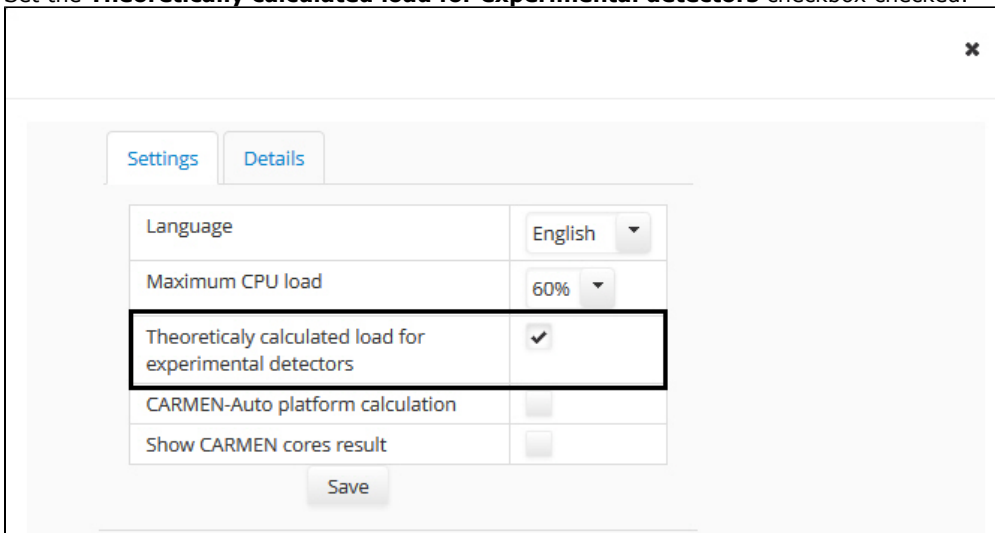 Set the Theoretically calculated load for experimental detectors checkbox checked.
Settings Details
Language English
Maximum CPU load 60%
Theoreticaly calculated load for
experimental detectors
CARMEN-Auto platform calculation
Show CARMEN cores result
Save